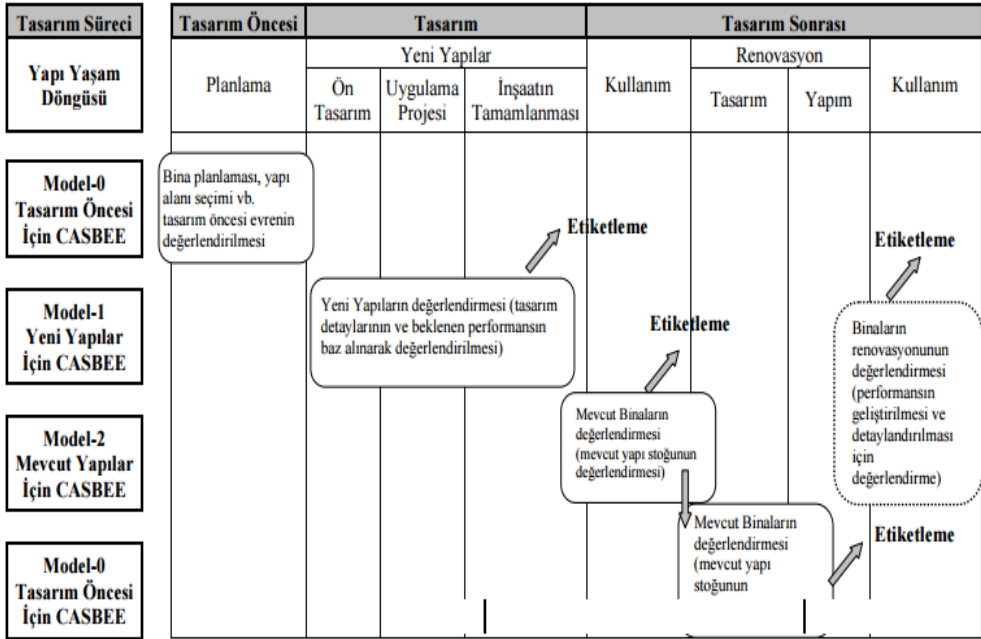 Tasarım Süreci
Tasarım Öncesi
Tasarım
Tasarım Sonrası
Yapı Yaşam
Döngüsü
Planlama
Yeni Yapılar
Ön
Tasarım
Uygulama
Projesi
İnşaatın
Tamamlanması
Kullanım
Renovasyon
Tasarım
Yapım
Kullanım
Model-0
Tasarım Öncesi
İçin CASBEE
Bina planlaması, yapı
alanı seçimi vb.
tasarım öncesi evrenin
değerlendirilmesi
Etiketleme
Model-1
Yeni Yapılar
İçin CASBEE
Yeni Yapıların değerlendirmesi (tasarım
detaylarının ve beklenen performansın
baz alınarak değerlendirilmesi)
Etiketleme
Etiketleme
Binaların
renovasyonunun
değerlendirmesi
(performansın
geliştirilmesi ve
detaylandırılması
için
değerlendirme)
Model-2
Mevcut Yapılar
İçin CASBEE
Mevcut Binaların
değerlendirmesi
(mevcut yapı stoğunun
değerlendirmesi)
Model-0
Tasarım Öncesi
İçin CASBEE
Mevcut Binaların
değerlendirmesi
(mevcut yapı
stoğunun
Etiketleme